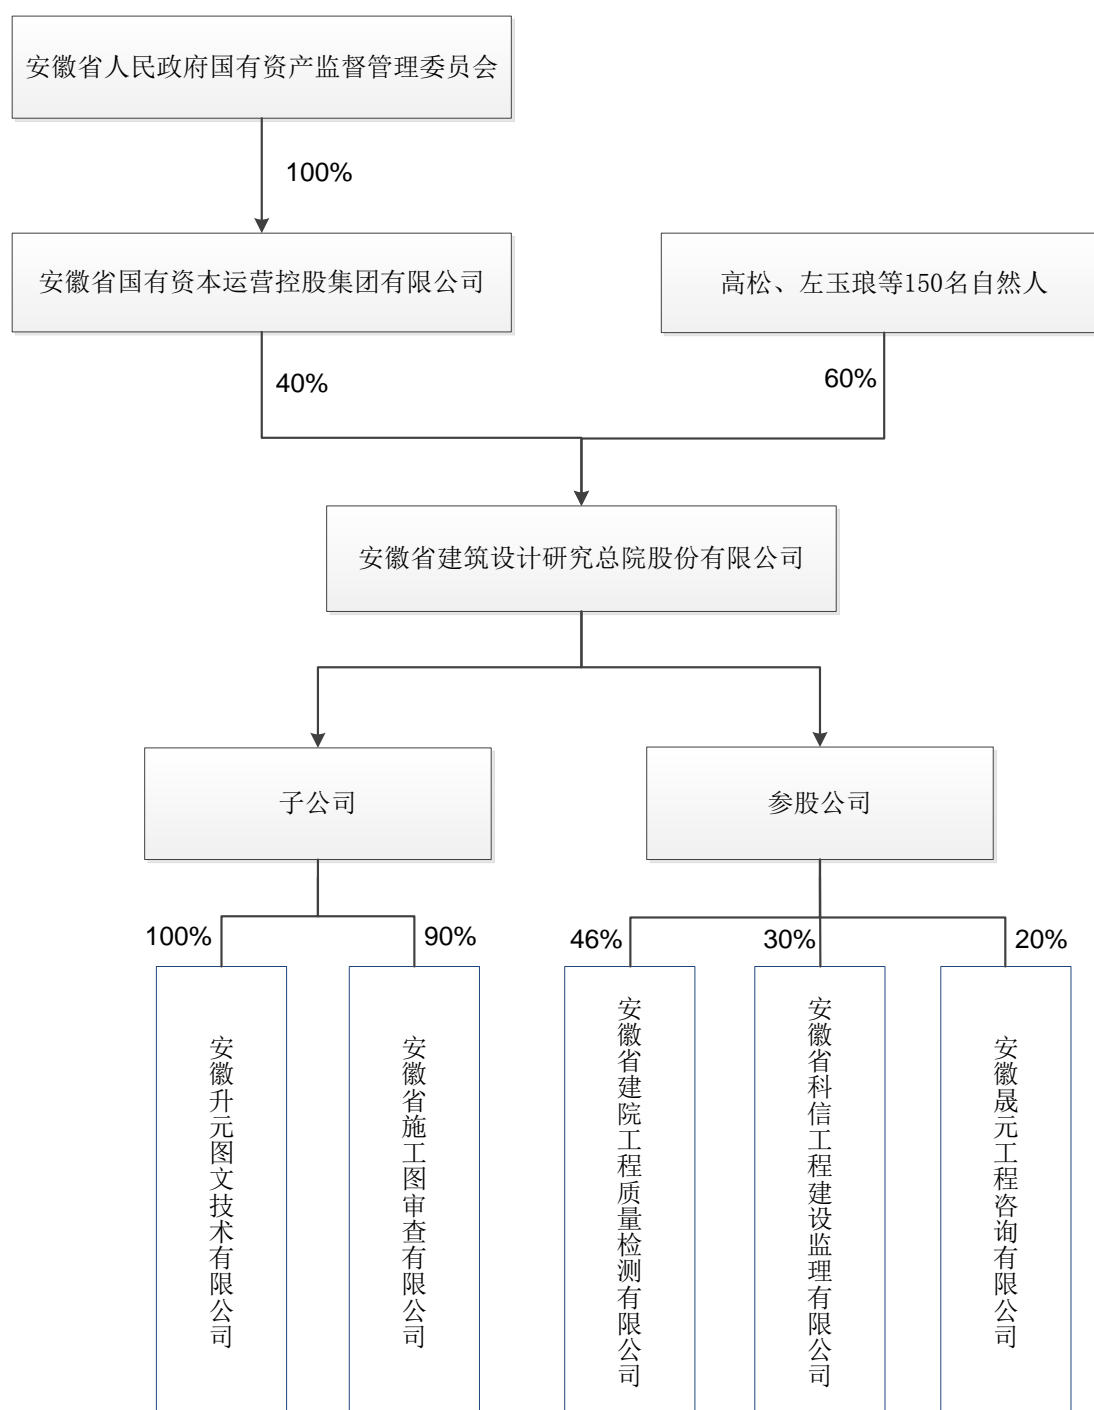 安徽省人民政府国有资产监督管理委员会
100%
安徽省国有资本运营控股集团有限公司
高松、左玉琅等150名自然人
40%
60%
安徽省建筑设计研究总院股份有限公司
子公司
参股公司
100%
90%
46%
30%
20%
安徽升元图文技术有限公司
安徽省施工图审查有限公司
安徽省建院工程质量检测有限公司
安徽省科信工程建设监理有限公司
安徽晟元工程咨询有限公司